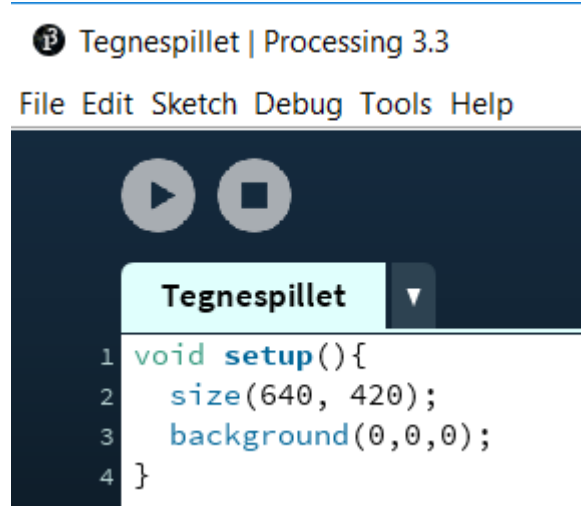 Tegnespillet | Processing 3.3
File Edit Sketch Debug Tools Help
Tegnespillet
1 void setup(){
2   size(640, 420);
3   background(0,0,0);
4 }